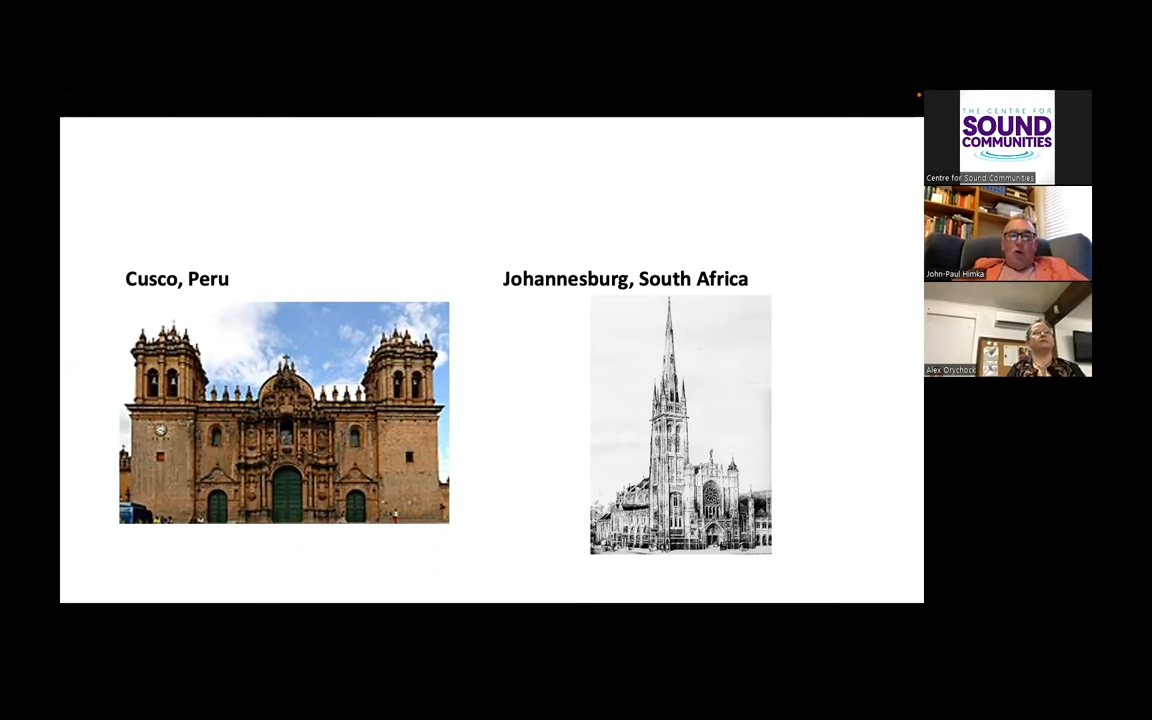 Cusco, Peru
Johannesburg, South Africa
THE CENTRE FOR
SOUND
COMMUNITIES
Centre for Sound Communities
John-Paul Himka
Alex Orychock